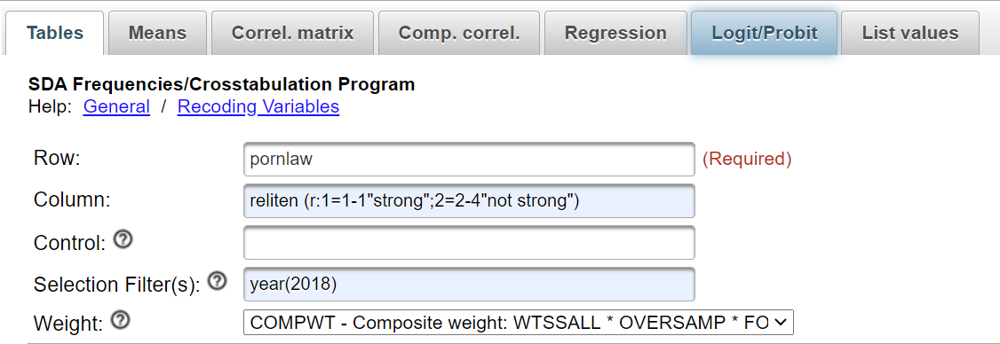 Tables Means Correl. matrix Comp. correl. Regression Logit/Probit List values
SDA Frequencies/Crosstabulation Program
Help: General / Recoding Variables
Row: pornlaw (Required)
Column: reliten (r:1=1-1"strong";2=2-4"not strong")
Control: ?
Selection Filter(s): ? year(2018)
Weight: ? COMPWT - Composite weight: WTSSALL * OVERSAMP * FO